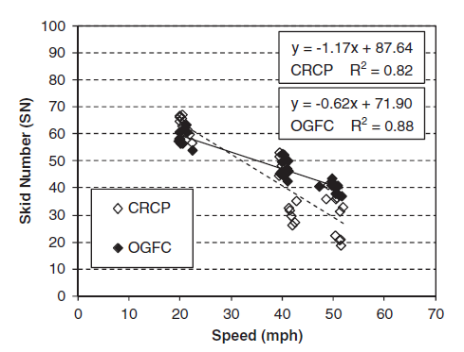 100
90
80
70
60
50
40
30
20
10
0
Skid Number (SN)
y = -1.17x + 87.64
CRCP R² = 0.82
y = -0.62x + 71.90
OGFC R² = 0.88
CRCP
OGFC
0 10 20 30 40 50 60 70
Speed (mph)